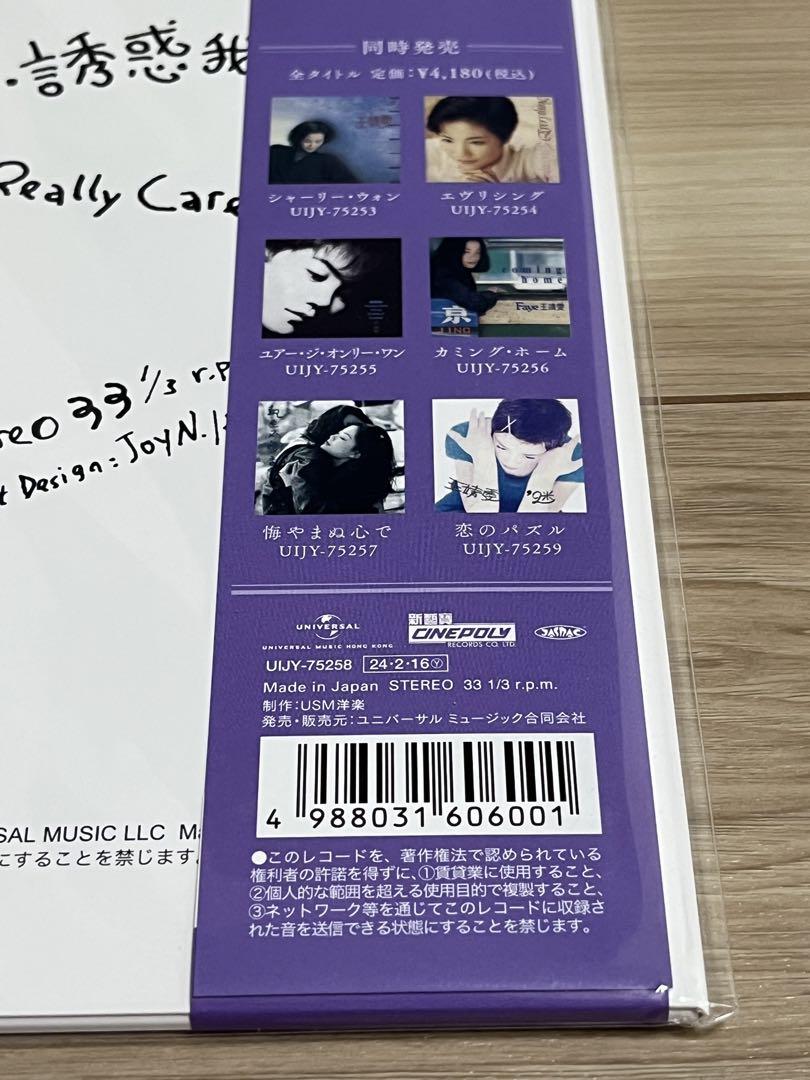 .誘惑我
Really Care
33 1/3 r.p
Design: Joy N.
SAL MUSIC LLC Ma
にすることを禁じます。
同時発売
全タイトル 定価:¥4,180(税込)
王靖雯
シャーリー・ウォン
UIJY-75253
エヴリシング
UIJY-75254
ユアー・ジ・オンリー・ワン
UIJY-75255
coming
home
Faye 王靖雯
京
JING
カミング・ホーム
UIJY-75256
悔やまぬ心で
UIJY-75257
王靖雯
'94
恋のパズル
UIJY-75259
UNIVERSAL
UNIVERSAL MUSIC HONG KONG
新藝寶
CINEPOLY
RECORDS CO. LTD.
JASRAC
UIJY-75258 24・2・16 Ⓨ
Made in Japan STEREO 33 1/3 r.p.m.
制作:USM洋楽
発売・販売元:ユニバーサル ミュージック合同会社
4 988031 606001
●このレコードを、著作権法で認められている
権利者の許諾を得ずに、①賃貸業に使用すること、
②個人的な範囲を超える使用目的で複製すること、
③ネットワーク等を通じてこのレコードに収録さ
れた音を送信できる状態にすることを禁じます。